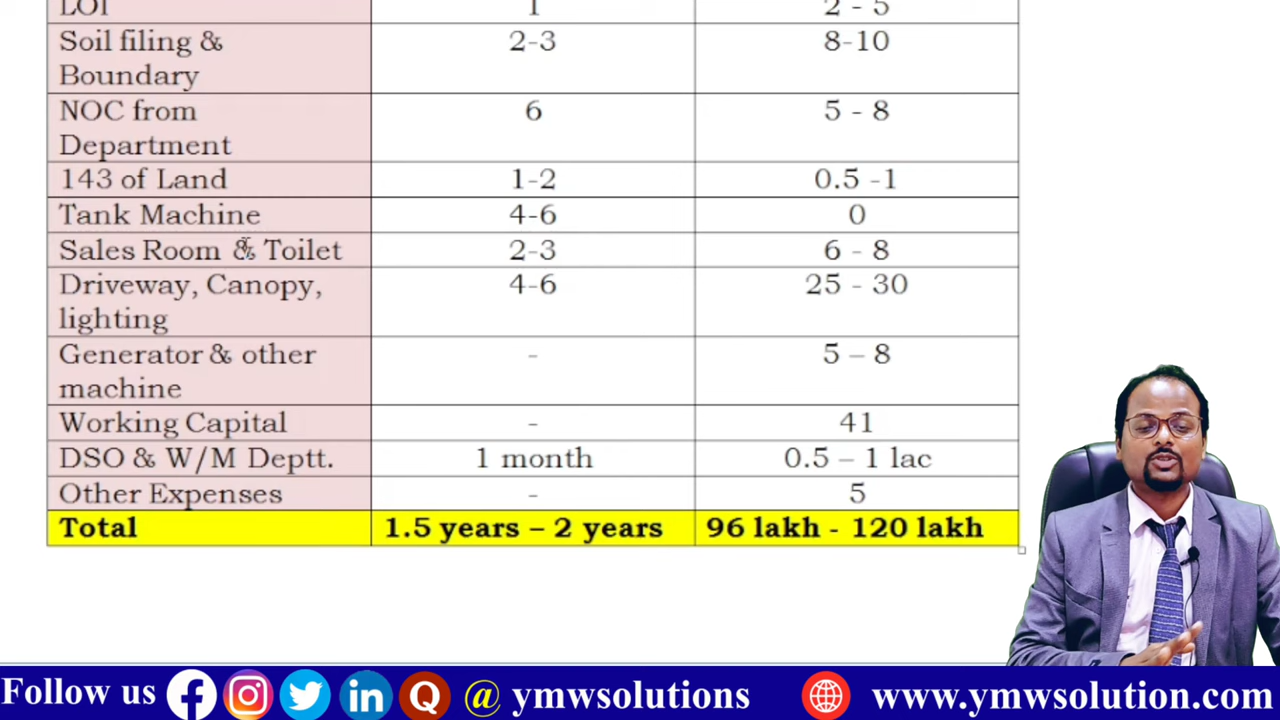 LOI 1 2 - 5
Soil filing & 2-3 8-10
Boundary
NOC from 6 5 - 8
Department
143 of Land 1-2 0.5 -1
Tank Machine 4-6 0
Sales Room & Toilet 2-3 6 - 8
Driveway, Canopy, 4-6 25 - 30
lighting
Generator & other - 5 – 8
machine
Working Capital - 41
DSO & W/M Deptt. 1 month 0.5 – 1 lac
Other Expenses - 5
Total 1.5 years – 2 years 96 lakh - 120 lakh
Follow us @ ymwsolutions www.ymwsolution.com